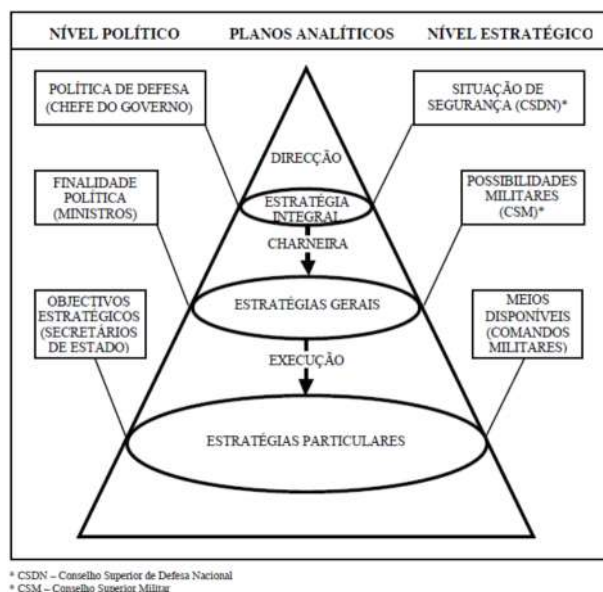 NÍVEL POLÍTICO PLANOS ANALÍTICOS NÍVEL ESTRATÉGICO
POLÍTICA DE DEFESA
(CHEFE DO GOVERNO)
SITUAÇÃO DE
SEGURANÇA (CSDN)*
DIRECÇÃO
FINALIDADE
POLÍTICA
(MINISTROS)
ESTRATÉGIA
INTEGRAL
POSSIBILIDADES
MILITARES
(CSM)*
CHARNEIRA
OBJECTIVOS
ESTRATÉGICOS
(SECRETÁRIOS
DE ESTADO)
ESTRATÉGIAS GERAIS
MEIOS
DISPONÍVEIS
(COMANDOS
MILITARES)
EXECUÇÃO
ESTRATÉGIAS PARTICULARES
* CSDN – Conselho Superior de Defesa Nacional
* CSM – Conselho Superior Militar